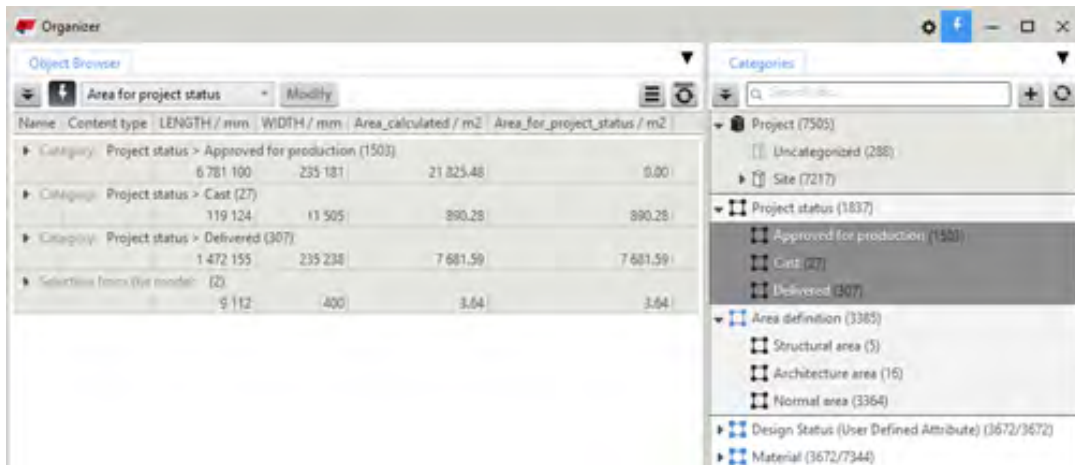 Organizer
Object Browser
Area for project status Modify
Name Content type LENGTH / mm WIDTH / mm Area_calculated / m2 Area_for_project_status / m2
Category: Project status > Approved for production (1503)
6 781 100 235 181 21 825.48 0.00
Category: Project status > Cast (27)
119 124 11 505 890.28 890.28
Category: Project status > Delivered (307)
1 472 155 235 238 7 681.59 7 681.59
Selection from the model: (2)
9 112 400 3.64 3.64
Categories
Project (7505)
Uncategorized (288)
Site (7217)
Project status (1837)
Approved for production (1503)
Cast (27)
Delivered (307)
Area definition (3385)
Structural area (5)
Architecture area (16)
Normal area (3364)
Design Status (User Defined Attribute) (3672/3672)
Material (3672/7344)